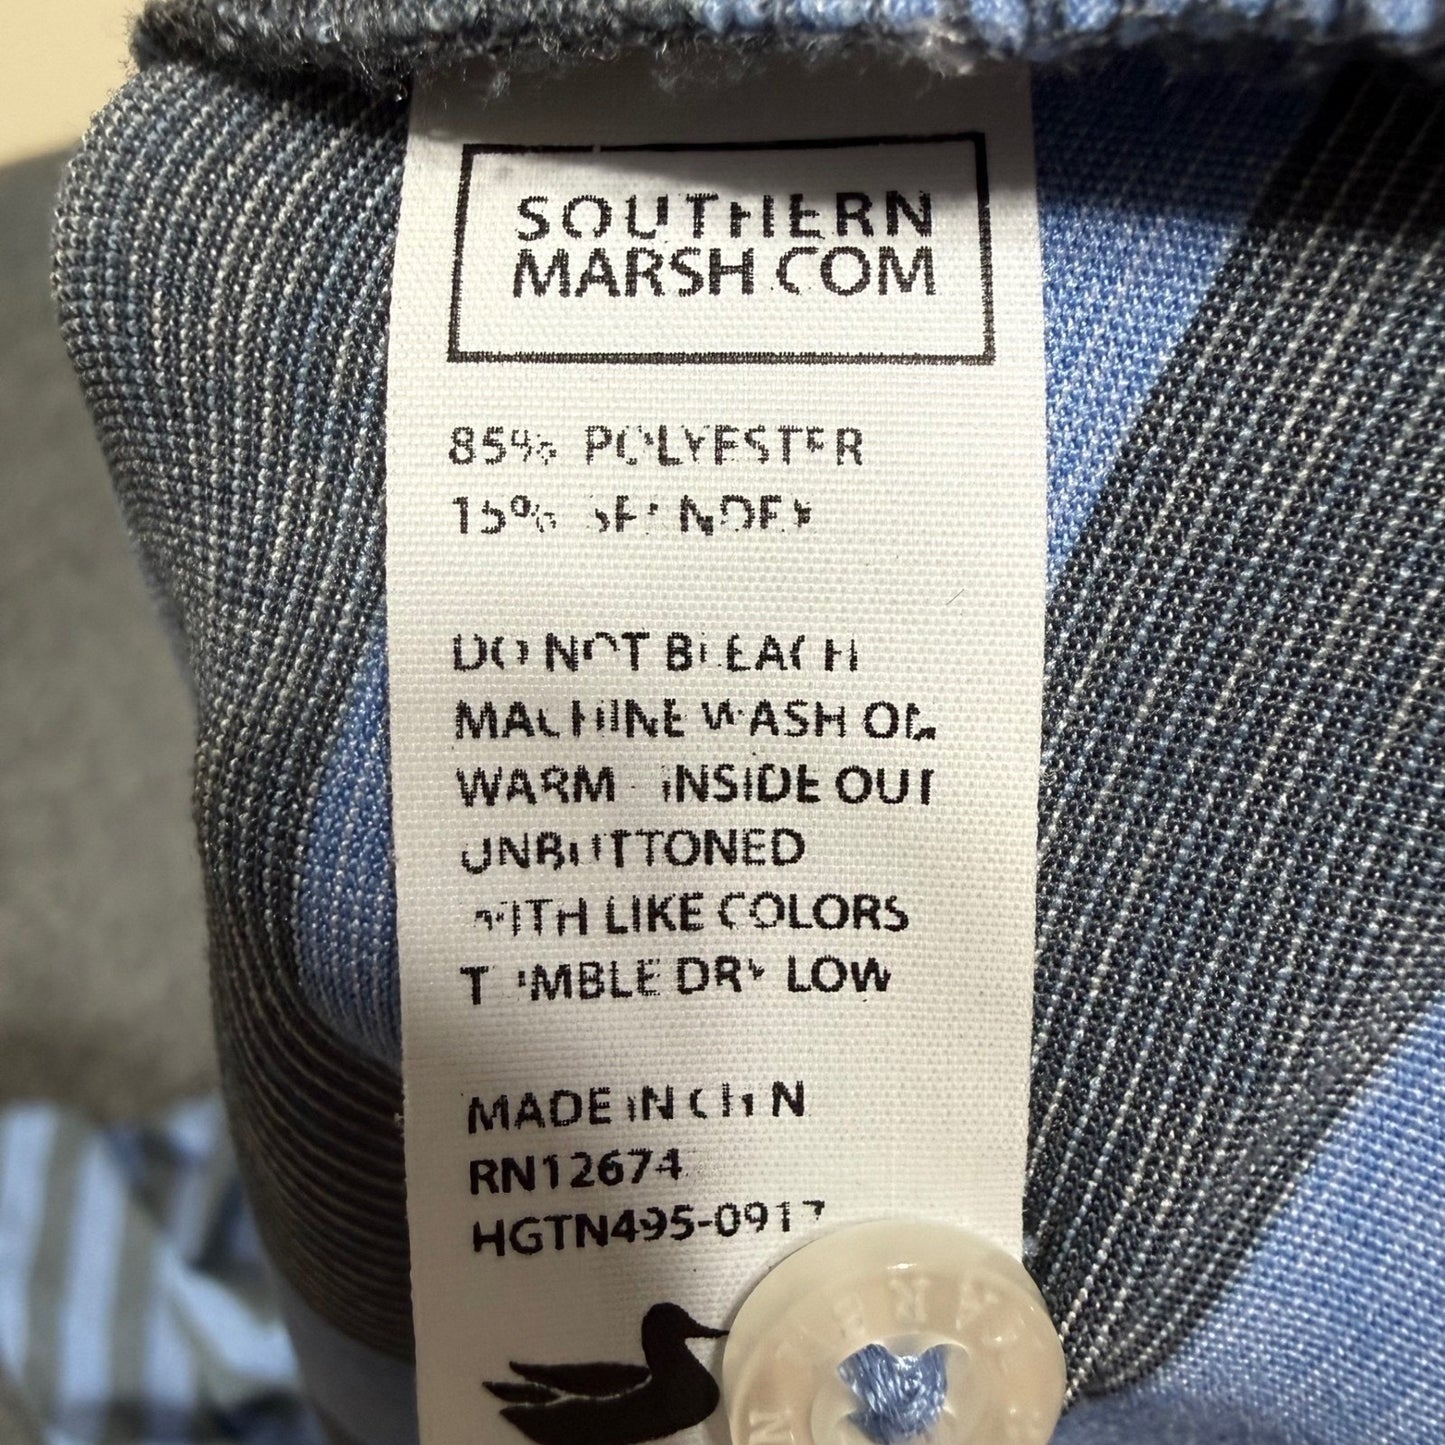 SOUTHERN
MARSH.COM
85% POLYESTER
15% SPANDEX
DO NOT BLEACH
MACHINE WASH OR
WARM - INSIDE OUT
UNBUTTONED
WITH LIKE COLORS
TUMBLE DRY LOW
MADE IN CHINA
RN12674
HGTN495-0917